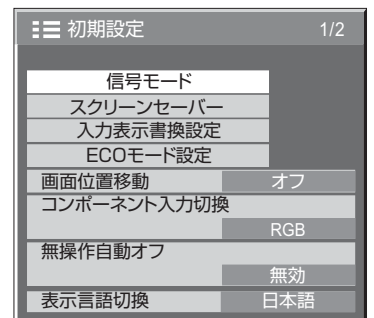 初期設定 1/2
信号モード
スクリーンセーバー
入力表示書換設定
ECOモード設定
画面位置移動 オフ
コンポーネント入力切換
RGB
無操作自動オフ
無効
表示言語切換 日本語